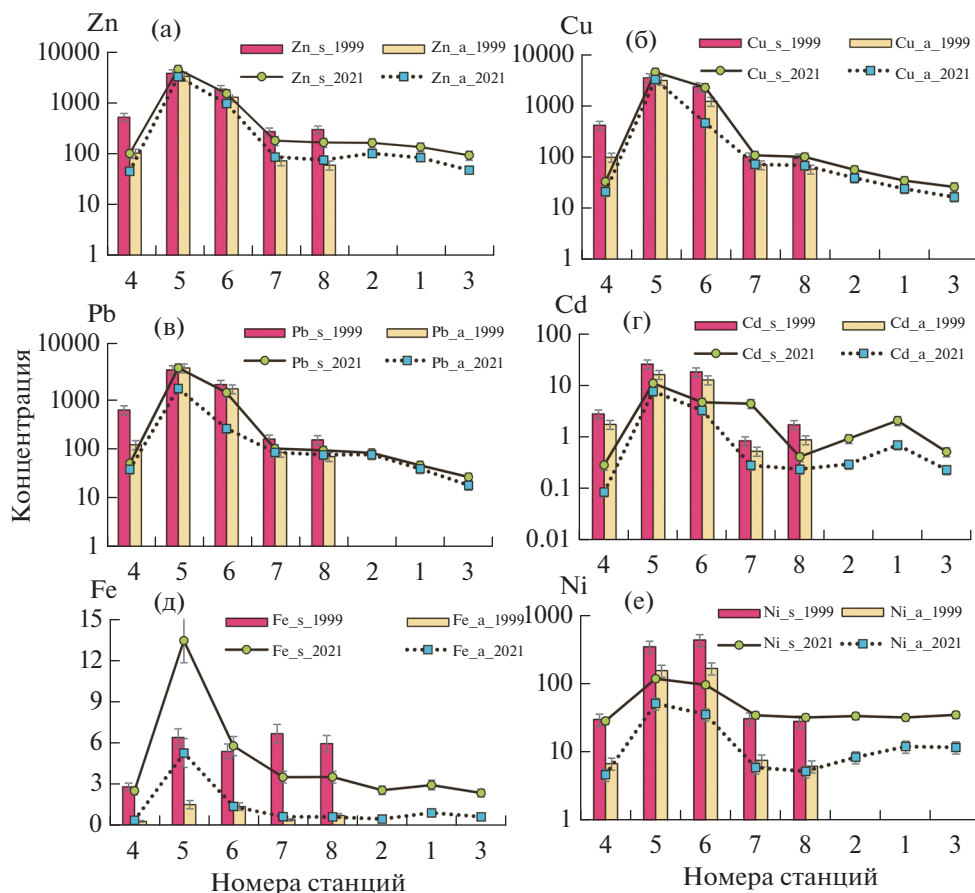 Zn (а)
Zn_s_1999 Zn_a_1999
Zn_s_2021 Zn_a_2021
10000
1000
100
10
1
4 5 6 7 8 2 1 3
Cu (б)
Cu_s_1999 Cu_a_1999
Cu_s_2021 Cu_a_2021
10000
1000
100
10
1
4 5 6 7 8 2 1 3
Pb (в)
Pb_s_1999 Pb_a_1999
Pb_s_2021 Pb_a_2021
10000
1000
100
10
1
4 5 6 7 8 2 1 3
Cd (г)
Cd_s_1999 Cd_a_1999
Cd_s_2021 Cd_a_2021
100
10
1
0.1
0.01
4 5 6 7 8 2 1 3
Концентрация
Fe (д)
Fe_s_1999 Fe_a_1999
Fe_s_2021 Fe_a_2021
15
12
9
6
3
0
4 5 6 7 8 2 1 3
Номера станций
Ni (е)
Ni_s_1999 Ni_a_1999
Ni_s_2021 Ni_a_2021
1000
100
10
1
4 5 6 7 8 2 1 3
Номера станций